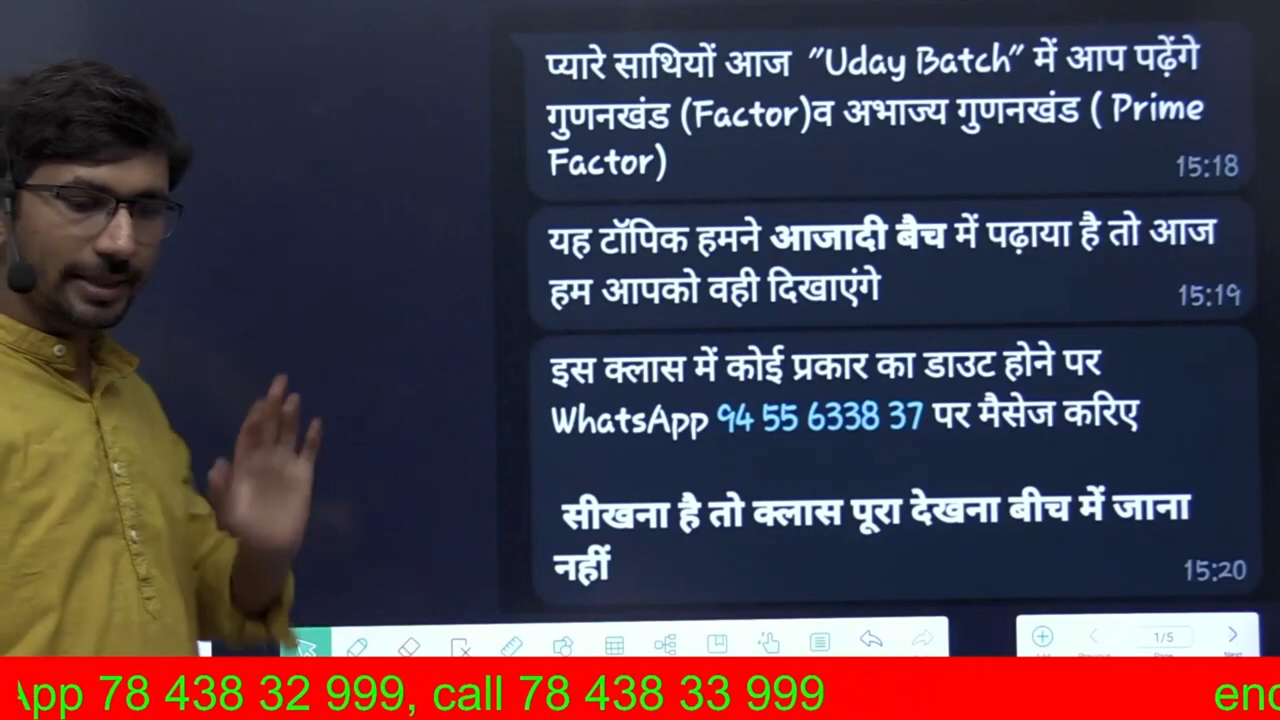 प्यारे साथियों आज "Uday Batch" में आप पढ़ेंगे
गुणनखंड (Factor)व अभाज्य गुणनखंड ( Prime
Factor)
15:18
यह टॉपिक हमने आजादी बैच में पढ़ाया है तो आज
हम आपको वही दिखाएंगे
15:19
इस क्लास में कोई प्रकार का डाउट होने पर
WhatsApp 94 55 6338 37 पर मैसेज करिए
सीखना है तो क्लास पूरा देखना बीच में जाना
नहीं
15:20
1/5
App 78 438 32 999, call 78 438 33 999